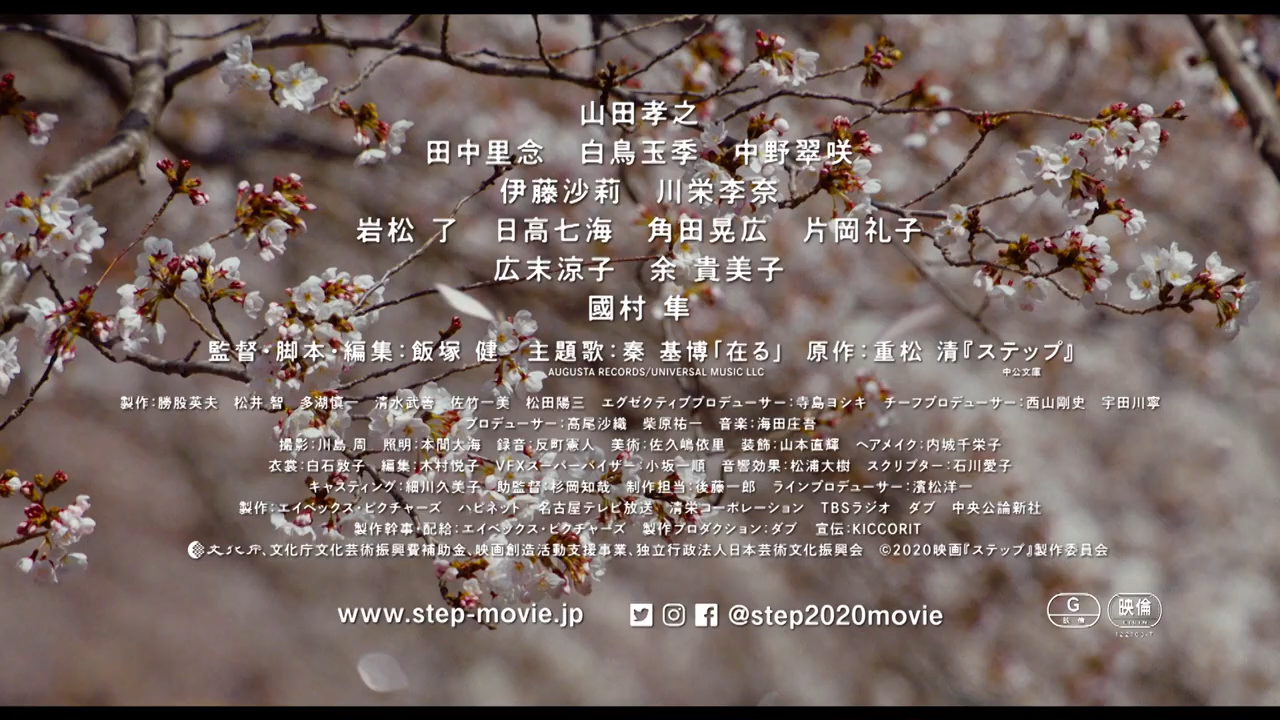 山田孝之
田中里念 白鳥玉季 中野翠咲
伊藤沙莉 川栄李奈
岩松 了 日高七海 角田晃広 片岡礼子
広末涼子 余 貴美子
國村 隼
監督・脚本・編集：飯塚 健 主題歌：秦 基博「在る」 原作：重松 清『ステップ』
AUGUSTA RECORDS/UNIVERSAL MUSIC LLC 中公文庫
製作：勝股英夫 松井 智 多湖慎一 清水武善 佐竹一美 松田陽三 エグゼクティブプロデューサー：寺島ヨシキ チーフプロデューサー：西山剛史 宇田川寧
プロデューサー：髙尾沙織 柴原祐一 音楽：海田庄吾
撮影：川島 周 照明：本間大海 録音：反町憲人 美術：佐久嶋依里 装飾：山本直輝 ヘアメイク：内城千栄子
衣裳：白石敦子 編集：木村悦子 VFXスーパーバイザー：小坂一順 音響効果：松浦大樹 スクリプター：石川愛子
キャスティング：細川久美子 助監督：杉岡知哉 制作担当：後藤一郎 ラインプロデューサー：濱松洋一
製作：エイベックス・ピクチャーズ ハピネット 名古屋テレビ放送 清栄コーポレーション TBSラジオ ダブ 中央公論新社
製作幹事・配給：エイベックス・ピクチャーズ 製作プロダクション：ダブ 宣伝：KICCORIT
文化庁、文化庁文化芸術振興費補助金、映画創造活動支援事業、独立行政法人日本芸術文化振興会 ©2020映画『ステップ』製作委員会
www.step-movie.jp @step2020movie
G 映倫
映倫